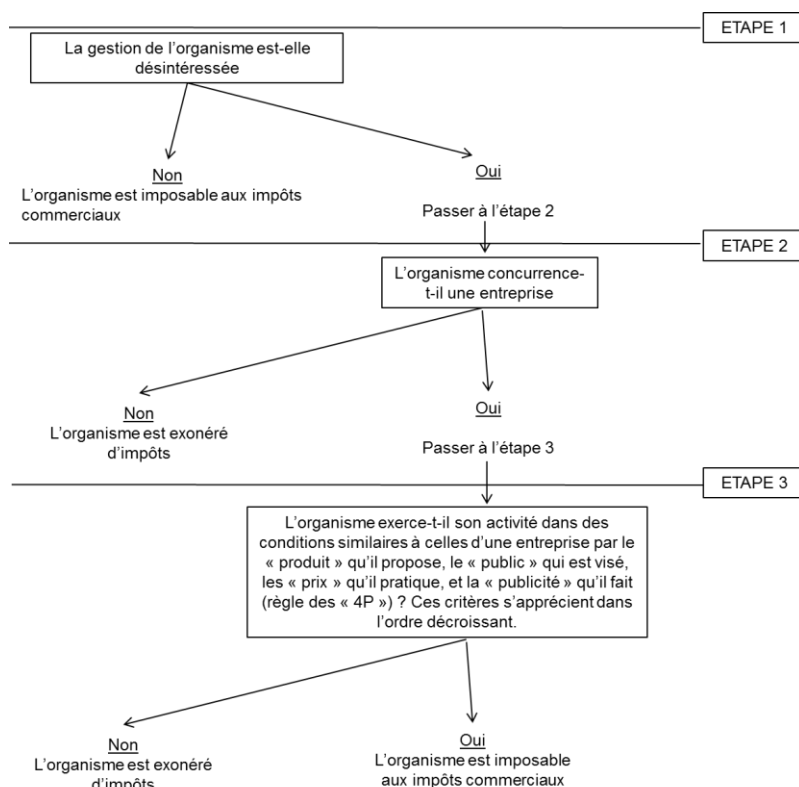 ETAPE 1
La gestion de l’organisme est-elle
désintéressée
Non
L’organisme est imposable aux impôts
commerciaux
Oui
Passer à l’étape 2
ETAPE 2
L’organisme concurrence-
t-il une entreprise
Non
L’organisme est exonéré
d’impôts
Oui
Passer à l’étape 3
ETAPE 3
L’organisme exerce-t-il son activité dans des
conditions similaires à celles d’une entreprise par le
« produit » qu’il propose, le « public » qui est visé,
les « prix » qu’il pratique, et la « publicité » qu’il fait
(règle des « 4P ») ? Ces critères s’apprécient dans
l’ordre décroissant.
Non
L’organisme est exonéré
d’impôts
Oui
L’organisme est imposable
aux impôts commerciaux